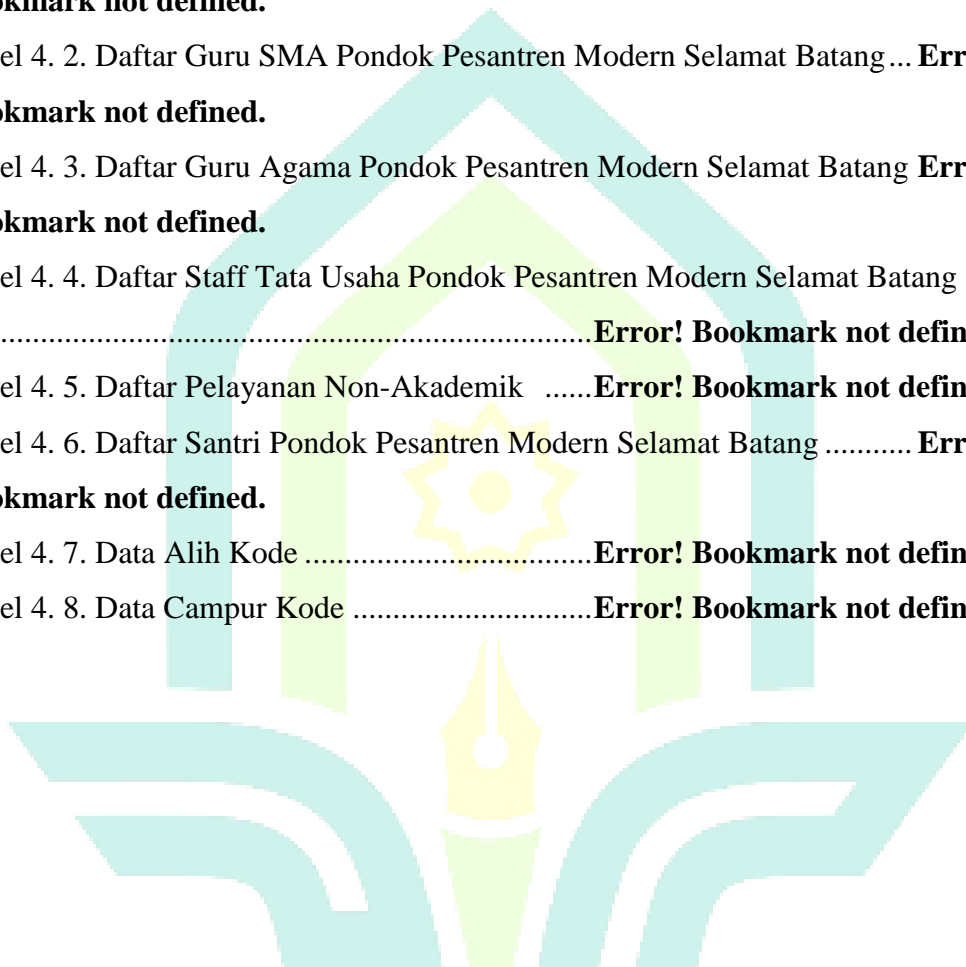 okmark not defined.
el 4. 2. Daftar Guru SMA Pondok Pesantren Modern Selamat Batang... Err
okmark not defined.
el 4. 3. Daftar Guru Agama Pondok Pesantren Modern Selamat Batang Err
okmark not defined.
el 4. 4. Daftar Staff Tata Usaha Pondok Pesantren Modern Selamat Batang
...........................................................................Error! Bookmark not defin
el 4. 5. Daftar Pelayanan Non-Akademik ......Error! Bookmark not defin
el 4. 6. Daftar Santri Pondok Pesantren Modern Selamat Batang ........... Err
okmark not defined.
el 4. 7. Data Alih Kode ....................................Error! Bookmark not defin
el 4. 8. Data Campur Kode ..............................Error! Bookmark not defin